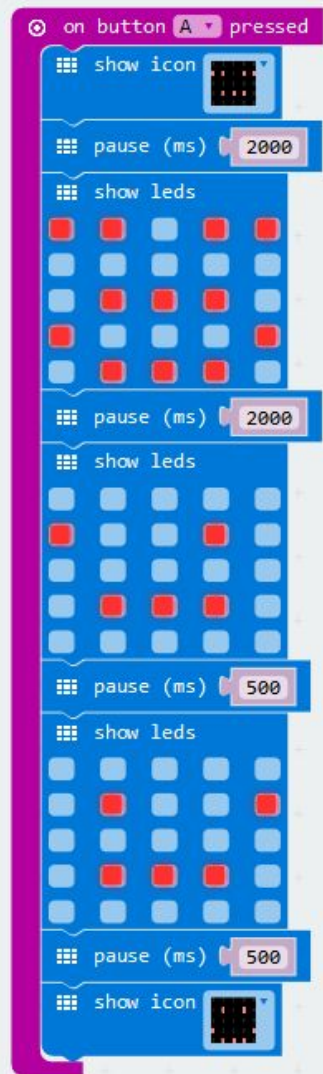 on button A pressed
show icon
pause (ms) 2000
show leds
pause (ms) 2000
show leds
pause (ms) 500
show leds
pause (ms) 500
show icon